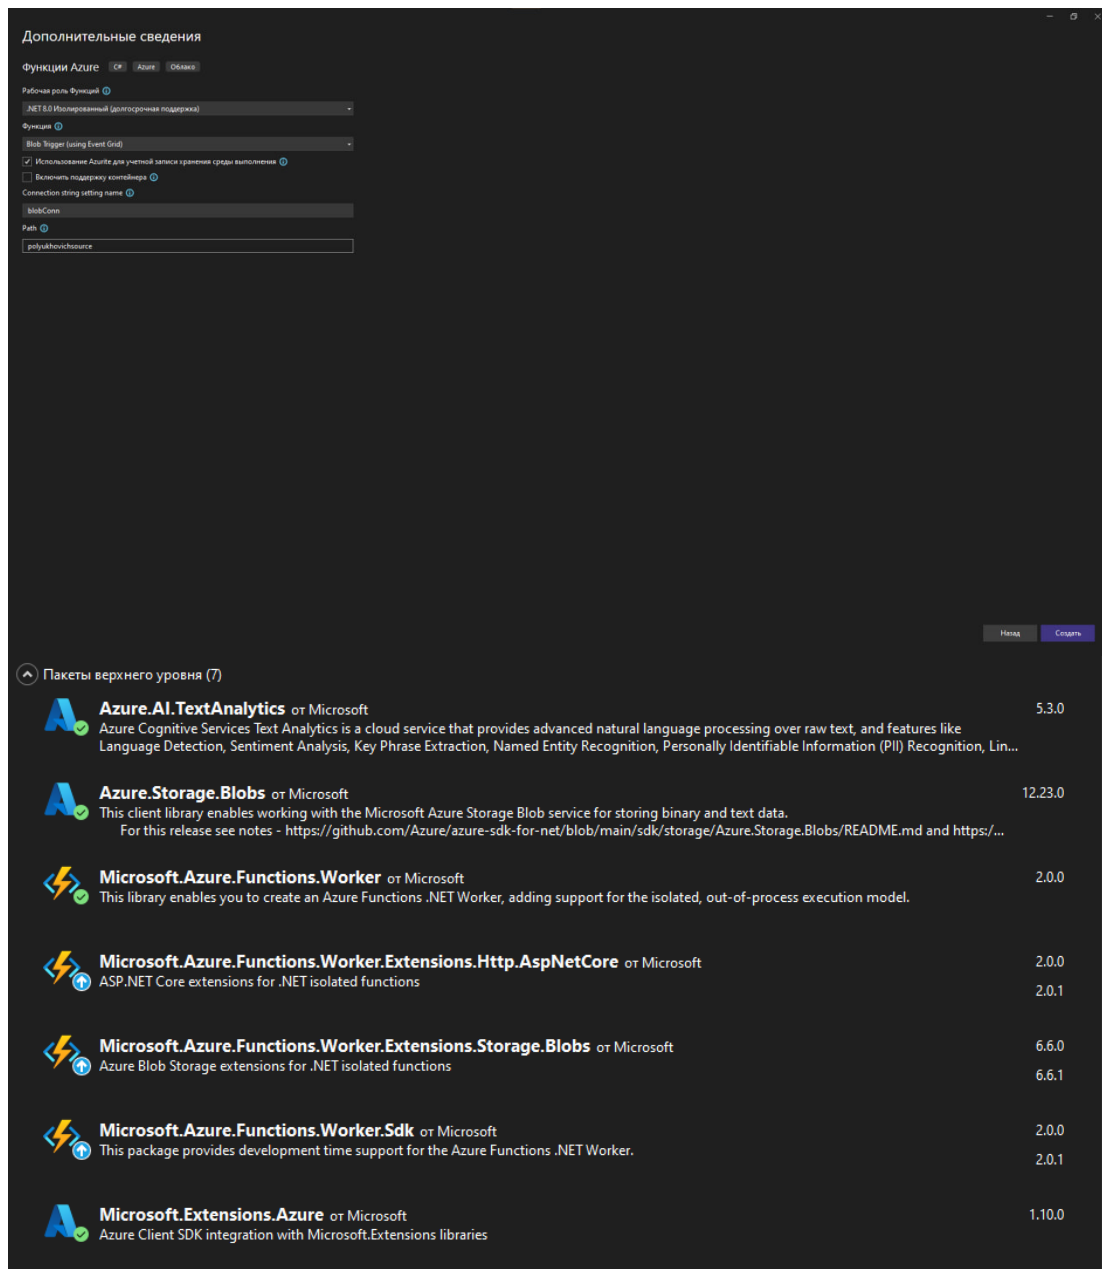 Дополнительные сведения
Функции Azure C# Azure Облако
Рабочая роль Функций
.NET 8.0 Изолированный (долгосрочная поддержка)
Функция
Blob Trigger (using Event Grid)
Использование Azurite для учетной записи хранения среды выполнения
Включить поддержку контейнера
Connection string setting name
blobConn
Path
polyukhovichsource
Назад Создать
Пакеты верхнего уровня (7)
Azure.AI.TextAnalytics от Microsoft 5.3.0
Azure Cognitive Services Text Analytics is a cloud service that provides advanced natural language processing over raw text, and features like
Language Detection, Sentiment Analysis, Key Phrase Extraction, Named Entity Recognition, Personally Identifiable Information (PII) Recognition, Lin...
Azure.Storage.Blobs от Microsoft 12.23.0
This client library enables working with the Microsoft Azure Storage Blob service for storing binary and text data.
For this release see notes - https://github.com/Azure/azure-sdk-for-net/blob/main/sdk/storage/Azure.Storage.Blobs/README.md and https:/...
Microsoft.Azure.Functions.Worker от Microsoft 2.0.0
This library enables you to create an Azure Functions .NET Worker, adding support for the isolated, out-of-process execution model.
Microsoft.Azure.Functions.Worker.Extensions.Http.AspNetCore от Microsoft 2.0.0
ASP.NET Core extensions for .NET isolated functions
2.0.1
Microsoft.Azure.Functions.Worker.Extensions.Storage.Blobs от Microsoft 6.6.0
Azure Blob Storage extensions for .NET isolated functions
6.6.1
Microsoft.Azure.Functions.Worker.Sdk от Microsoft 2.0.0
This package provides development time support for the Azure Functions .NET Worker.
2.0.1
Microsoft.Extensions.Azure от Microsoft 1.10.0
Azure Client SDK integration with Microsoft.Extensions libraries